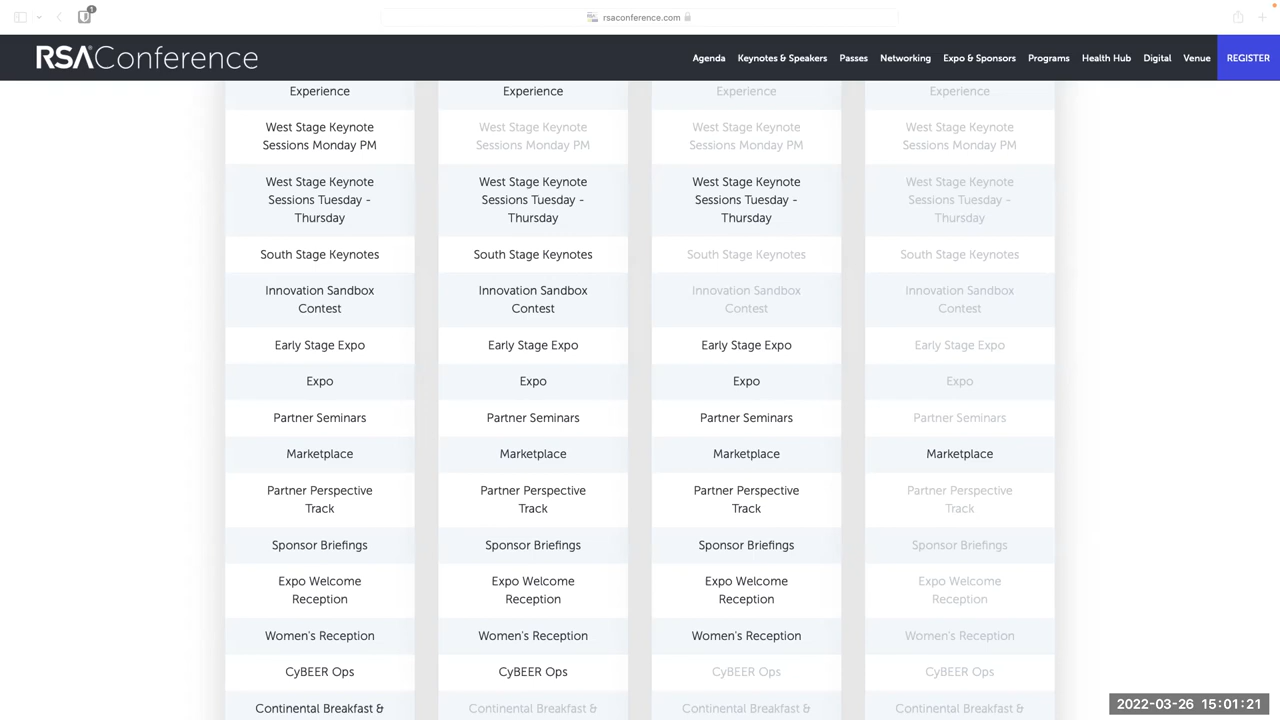 1
rsaconference.com
RSAConference
Agenda Keynotes & Speakers Passes Networking Expo & Sponsors Programs Health Hub Digital Venue REGISTER
Experience Experience Experience Experience
West Stage Keynote West Stage Keynote West Stage Keynote West Stage Keynote
Sessions Monday PM Sessions Monday PM Sessions Monday PM Sessions Monday PM
West Stage Keynote West Stage Keynote West Stage Keynote West Stage Keynote
Sessions Tuesday - Sessions Tuesday - Sessions Tuesday - Sessions Tuesday -
Thursday Thursday Thursday Thursday
South Stage Keynotes South Stage Keynotes South Stage Keynotes South Stage Keynotes
Innovation Sandbox Innovation Sandbox Innovation Sandbox Innovation Sandbox
Contest Contest Contest Contest
Early Stage Expo Early Stage Expo Early Stage Expo Early Stage Expo
Expo Expo Expo Expo
Partner Seminars Partner Seminars Partner Seminars Partner Seminars
Marketplace Marketplace Marketplace Marketplace
Partner Perspective Partner Perspective Partner Perspective Partner Perspective
Track Track Track Track
Sponsor Briefings Sponsor Briefings Sponsor Briefings Sponsor Briefings
Expo Welcome Expo Welcome Expo Welcome Expo Welcome
Reception Reception Reception Reception
Women's Reception Women's Reception Women's Reception Women's Reception
CyBEER Ops CyBEER Ops CyBEER Ops CyBEER Ops
Continental Breakfast & Continental Breakfast & Continental Breakfast & Continental Breakfast &
2022-03-26 15:01:21